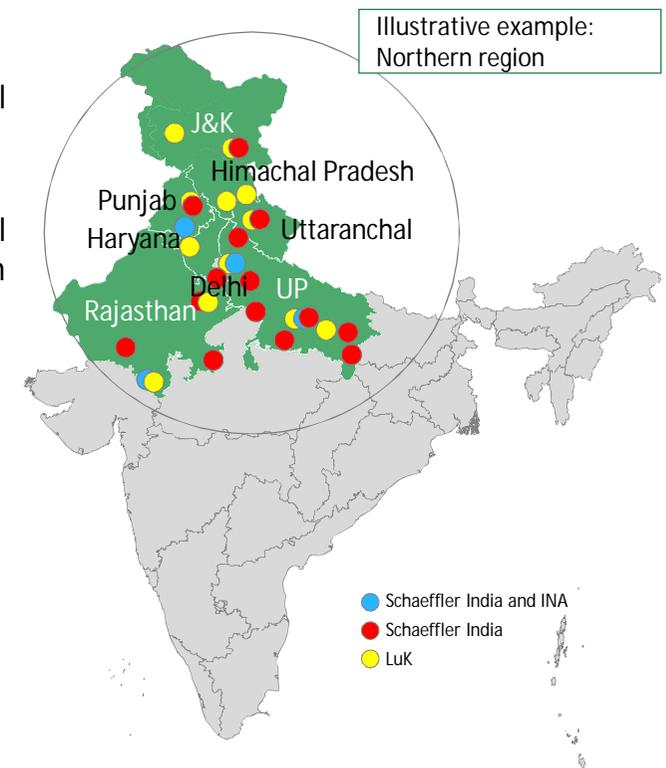 Illustrative example:
Northern region
l
J&K
Himachal Pradesh
Punjab
l
Uttaranchal
Haryana
n
Delhi
UP
Rajasthan
Schaeffler India and INA
Schaeffler India
LuK